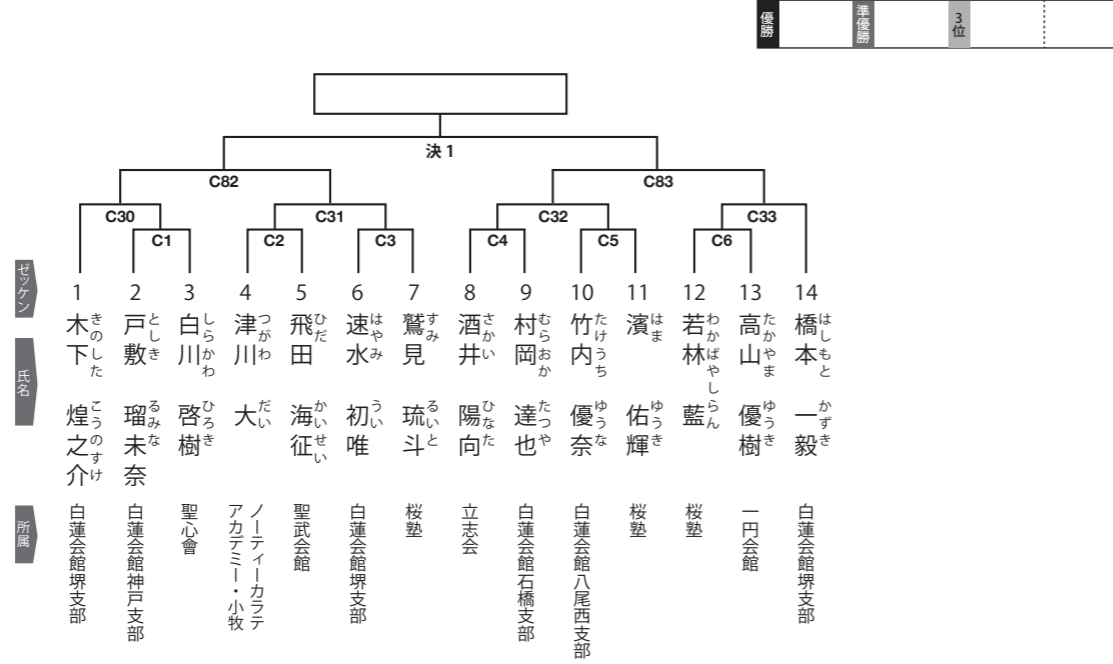 優勝
準優勝
3位
決1
C82
C83
C30
C31
C32
C33
C1
C2
C3
C4
C5
C6
ゼッケン
1 2 3 4 5 6 7 8 9 10 11 12 13 14
氏名
木下 煌之介
きのした こうのすけ
戸敷 瑠未奈
としき るみな
白川 啓樹
しらかわ ひろき
津川 大
つがわ だい
飛田 海征
ひだ かいせい
速水 初唯
はやみ うい
鷲見 琉斗
すみ るいと
酒井 陽向
さかい ひなた
村岡 達也
むらおか たつや
竹内 優奈
たけうち ゆうな
濱 佑輝
はま ゆうき
若林 藍
わかばやし らん
高山 優樹
たかやま ゆうき
橋本 一毅
はしもと かずき
所属
白蓮会館堺支部
白蓮会館神戸支部
聖心會
ノーティーカラテ
アカデミー・小牧
聖武会館
白蓮会館堺支部
桜塾
立志会
白蓮会館石橋支部
白蓮会館八尾西支部
桜塾
桜塾
一円会館
白蓮会館堺支部